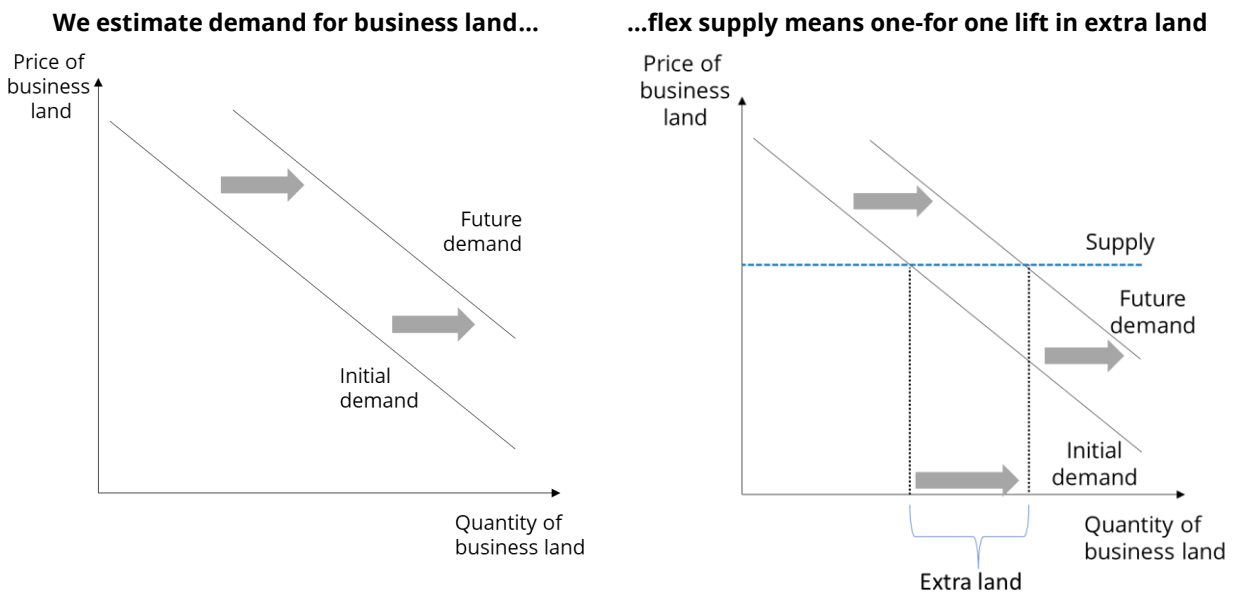 We estimate demand for business land...
Price of
business
land
Future
demand
Initial
demand
Quantity of
business land
...flex supply means one-for one lift in extra land
Price of
business
land
Supply
Future
demand
Initial
demand
Quantity of
business land
Extra land